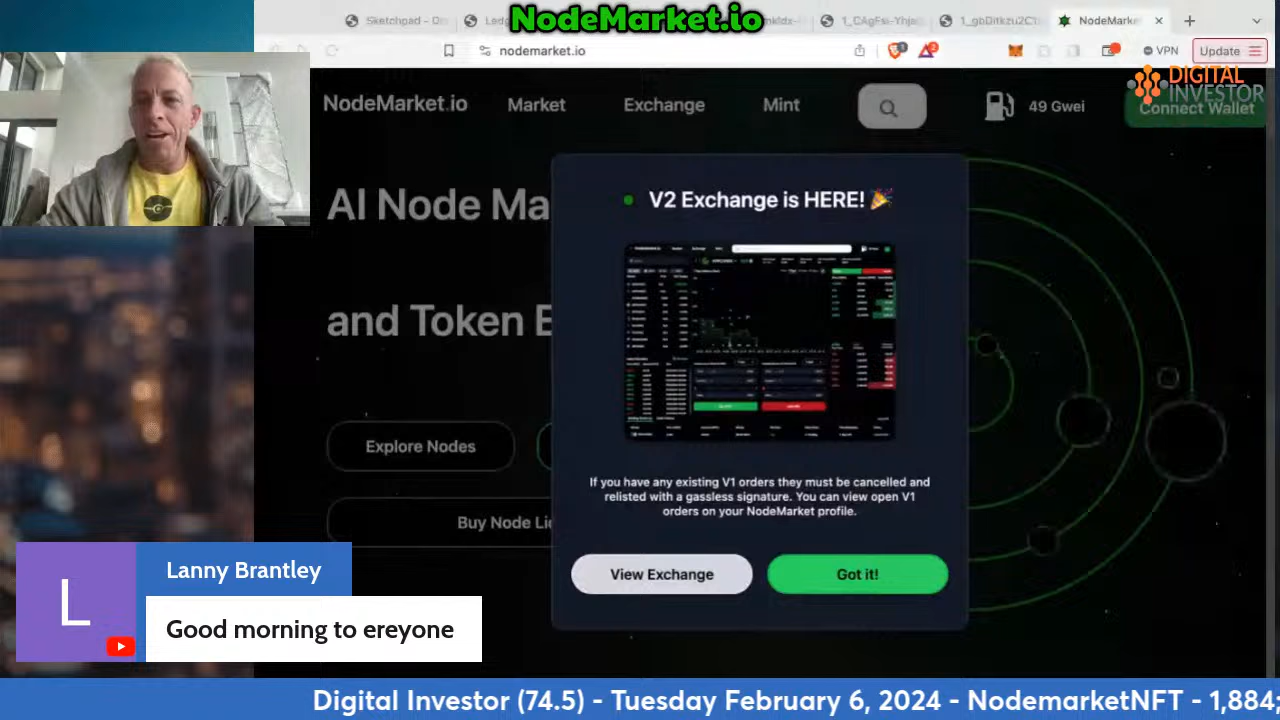 NodeMarket.io
Sketchpad - 
NodeMarke
nodemarket.io
VPN
Update
DIGITAL
INVESTOR
NodeMarket.io
Market
Exchange
Mint
49 Gwei
Connect Wallet
AI Node Ma
and Token E
Explore Nodes
Buy Node Lic
V2 Exchange is HERE! 🎉
If you have any existing V1 orders they must be cancelled and
relisted with a gassless signature. You can view open V1
orders on your NodeMarket profile.
View Exchange
Got it!
L
Lanny Brantley
Good morning to ereyone
Digital Investor (74.5) - Tuesday February 6, 2024 - NodemarketNFT - 1,884;